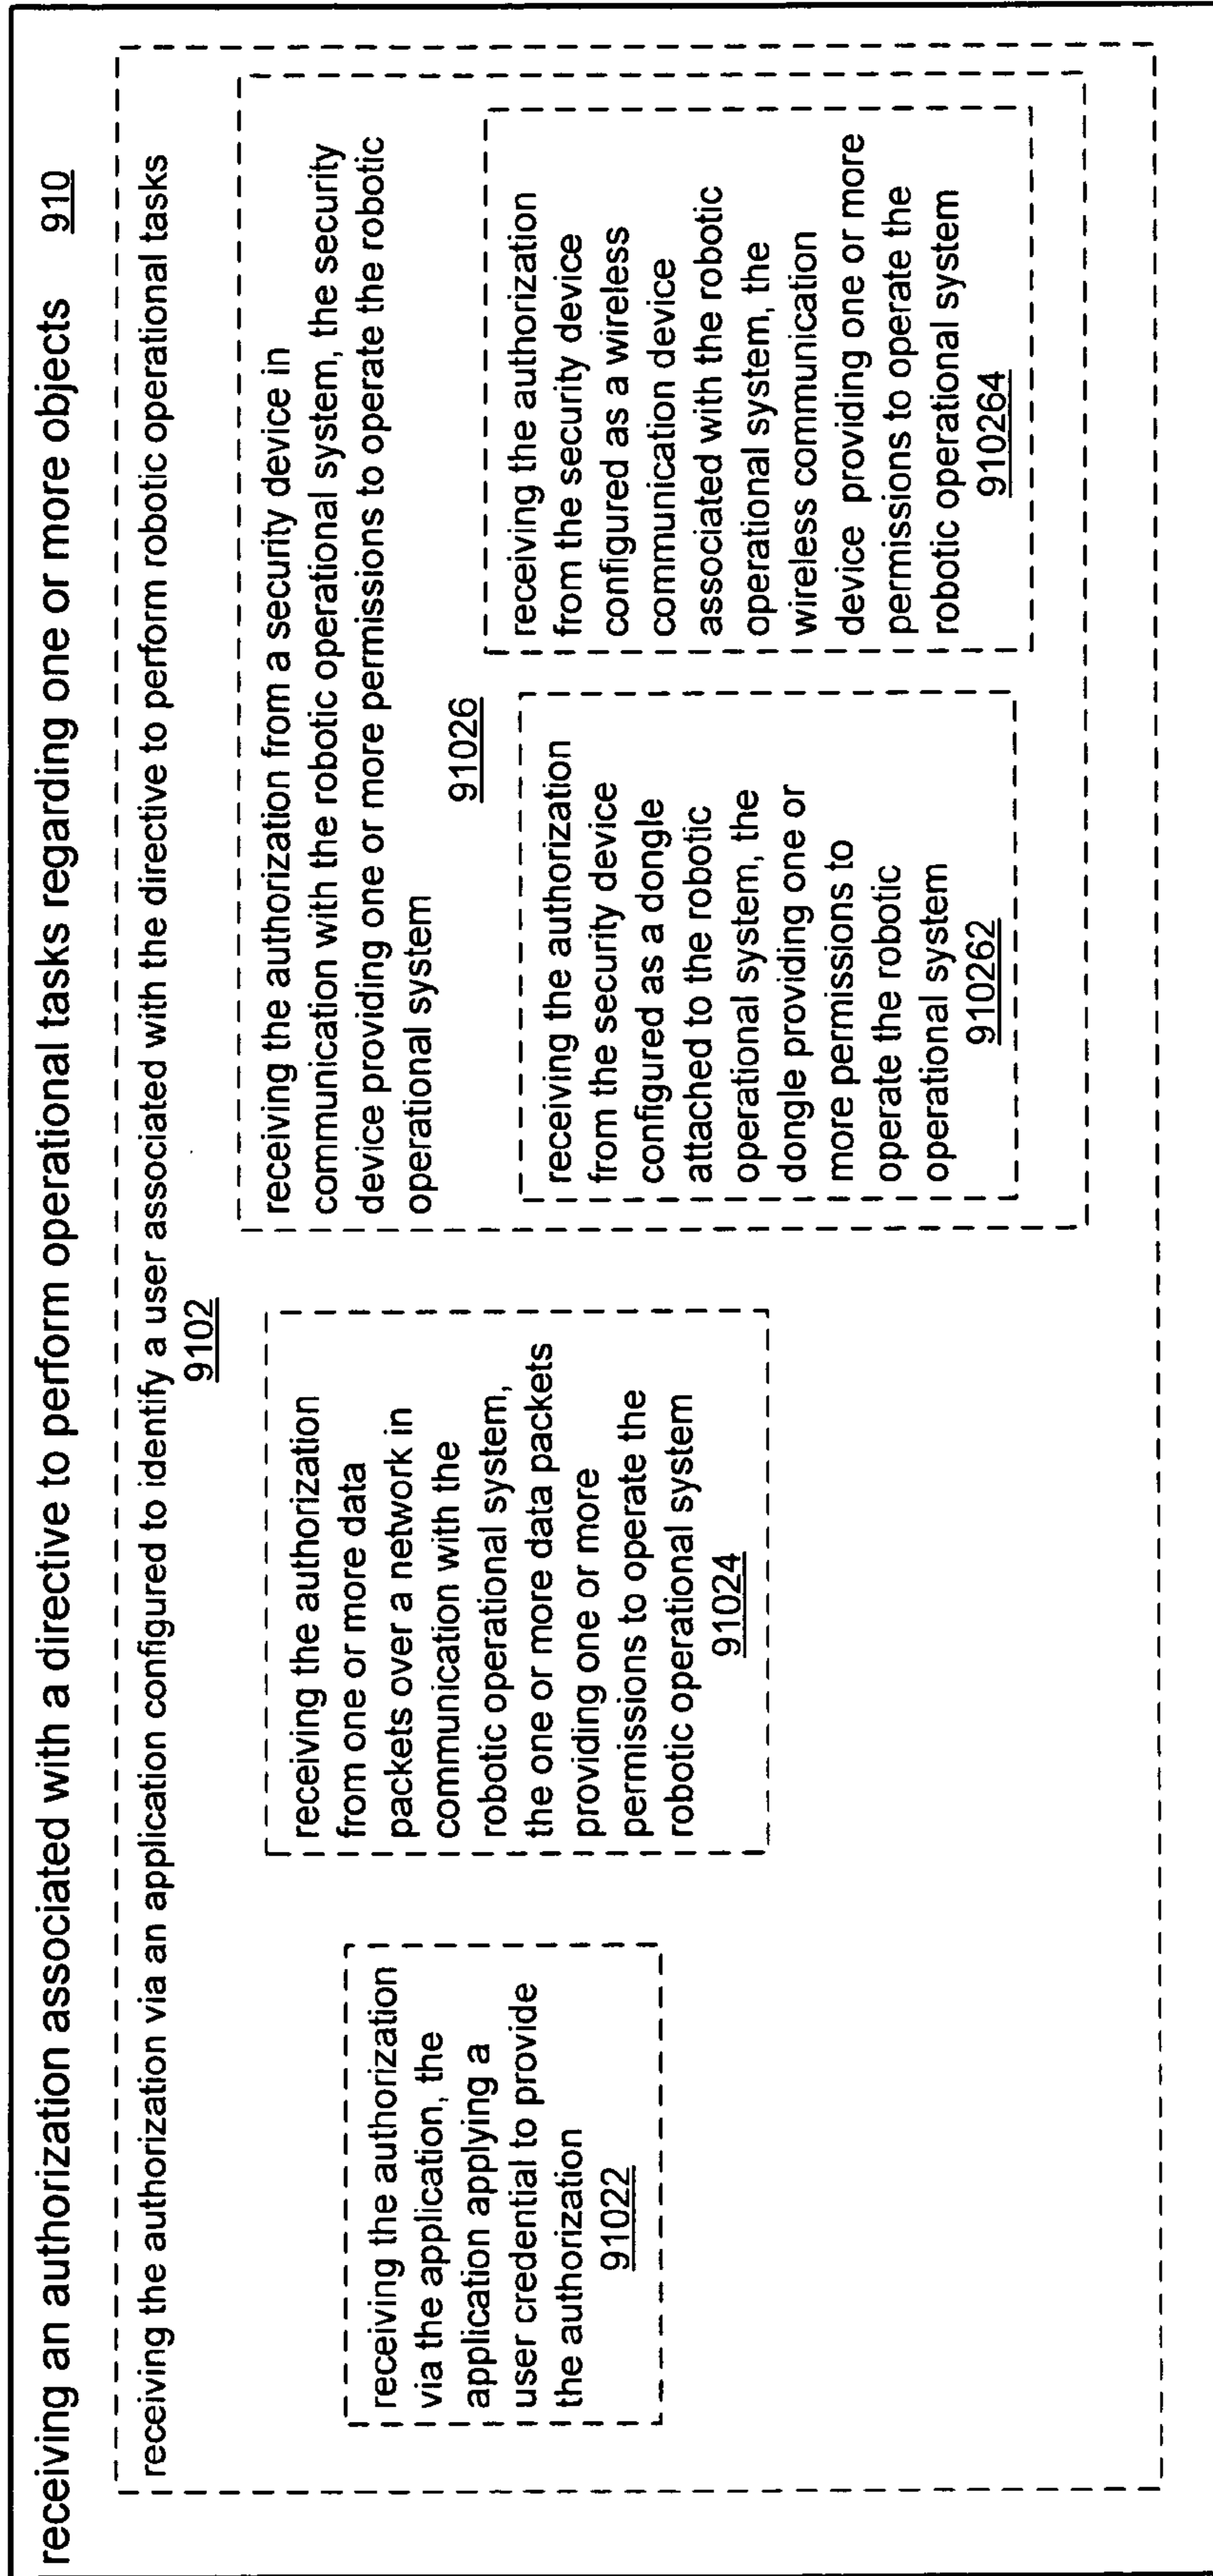 receiving an authorization associated with a directive to perform operational tasks regarding one or more objects 910
receiving the authorization via an application configured to identify a user associated with the directive to perform robotic operational tasks
9102
receiving the authorization
via the application, the
application applying a
user credential to provide
the authorization
91022
receiving the authorization
from one or more data
packets over a network in
communication with the
robotic operational system,
the one or more data packets
providing one or more
permissions to operate the
robotic operational system
91024
receiving the authorization from a security device in
communication with the robotic operational system, the security
device providing one or more permissions to operate the robotic
operational system
91026
receiving the authorization
from the security device
configured as a dongle
attached to the robotic
operational system, the
dongle providing one or
more permissions to
operate the robotic
operational system
910262
receiving the authorization
from the security device
configured as a wireless
communication device
associated with the robotic
operational system, the
wireless communication
device providing one or more
permissions to operate the
robotic operational system
910264